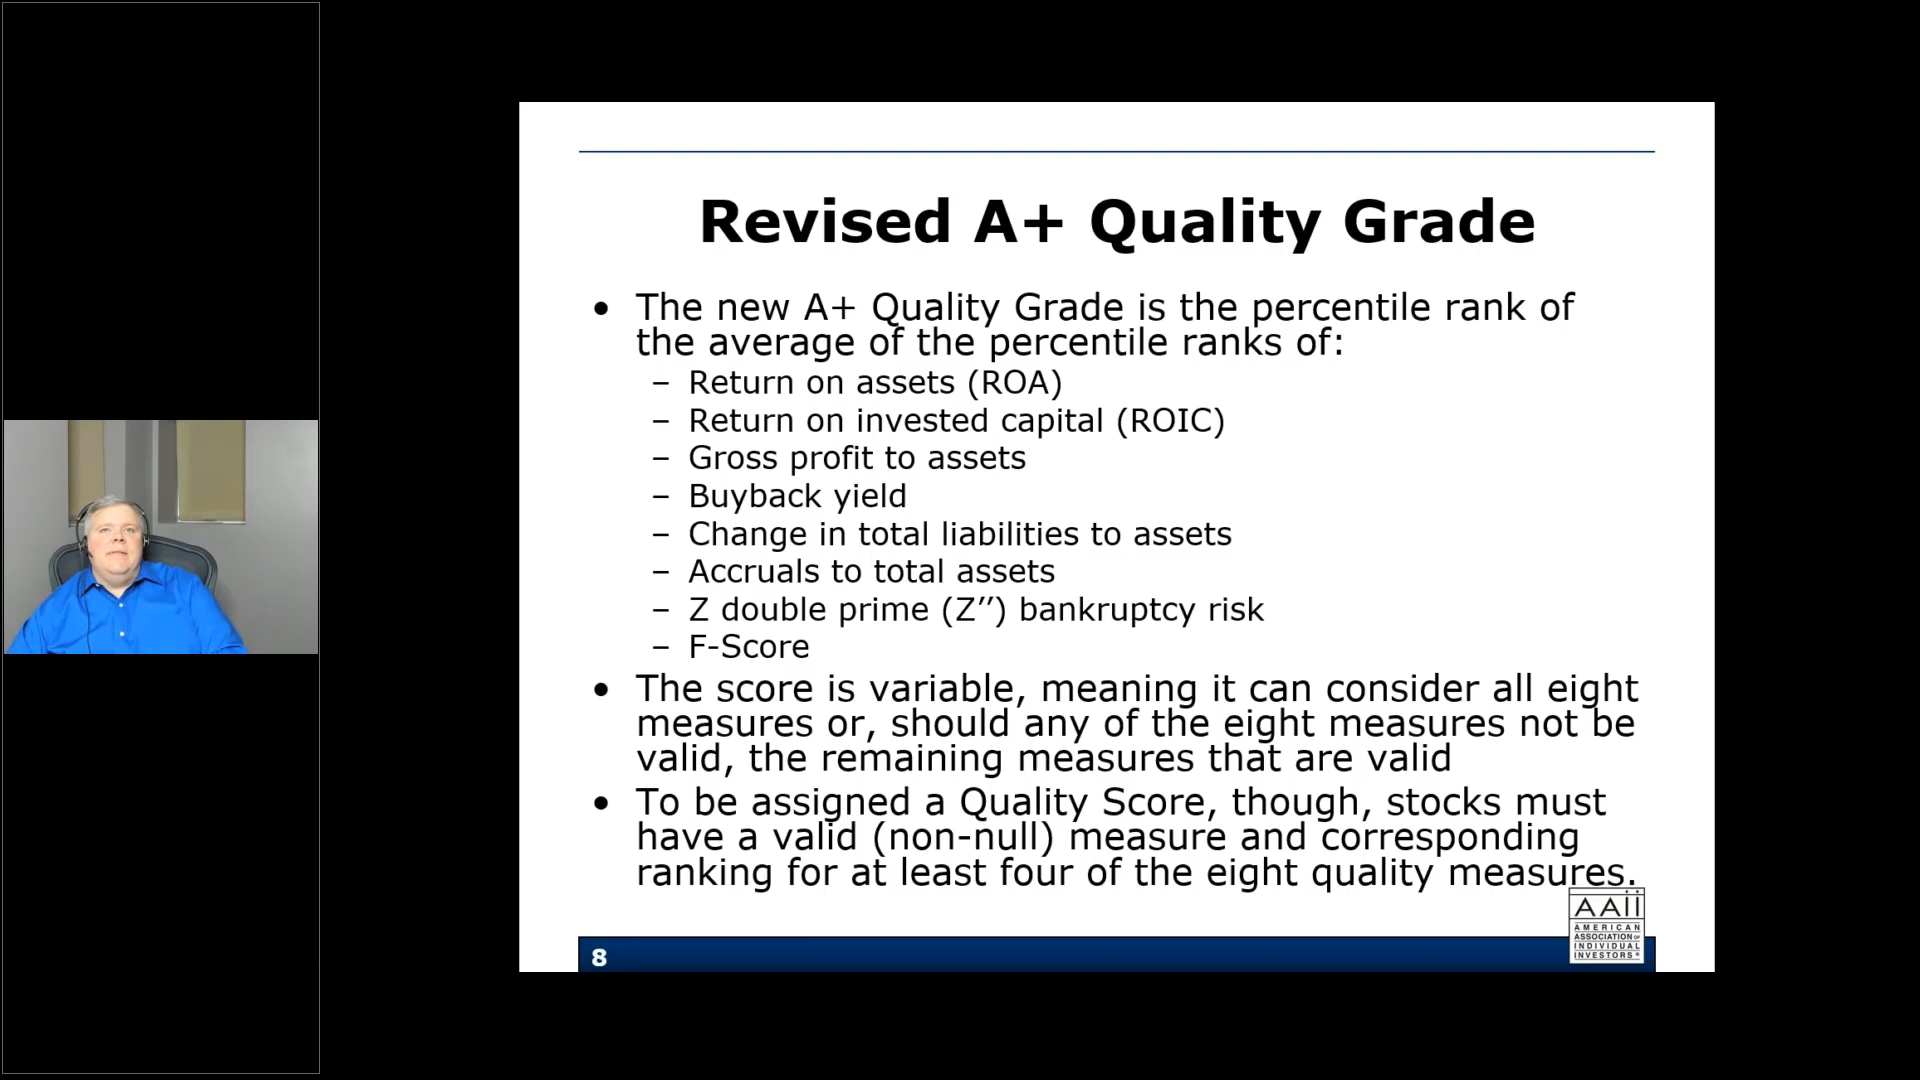 Revised A+ Quality Grade
• The new A+ Quality Grade is the percentile rank of
the average of the percentile ranks of:
– Return on assets (ROA)
– Return on invested capital (ROIC)
– Gross profit to assets
– Buyback yield
– Change in total liabilities to assets
– Accruals to total assets
– Z double prime (Z’’) bankruptcy risk
– F-Score
• The score is variable, meaning it can consider all eight
measures or, should any of the eight measures not be
valid, the remaining measures that are valid
• To be assigned a Quality Score, though, stocks must
have a valid (non-null) measure and corresponding
ranking for at least four of the eight quality measures.
AAII
AMERICAN
ASSOCIATION OF
INDIVIDUAL
INVESTORS®
8